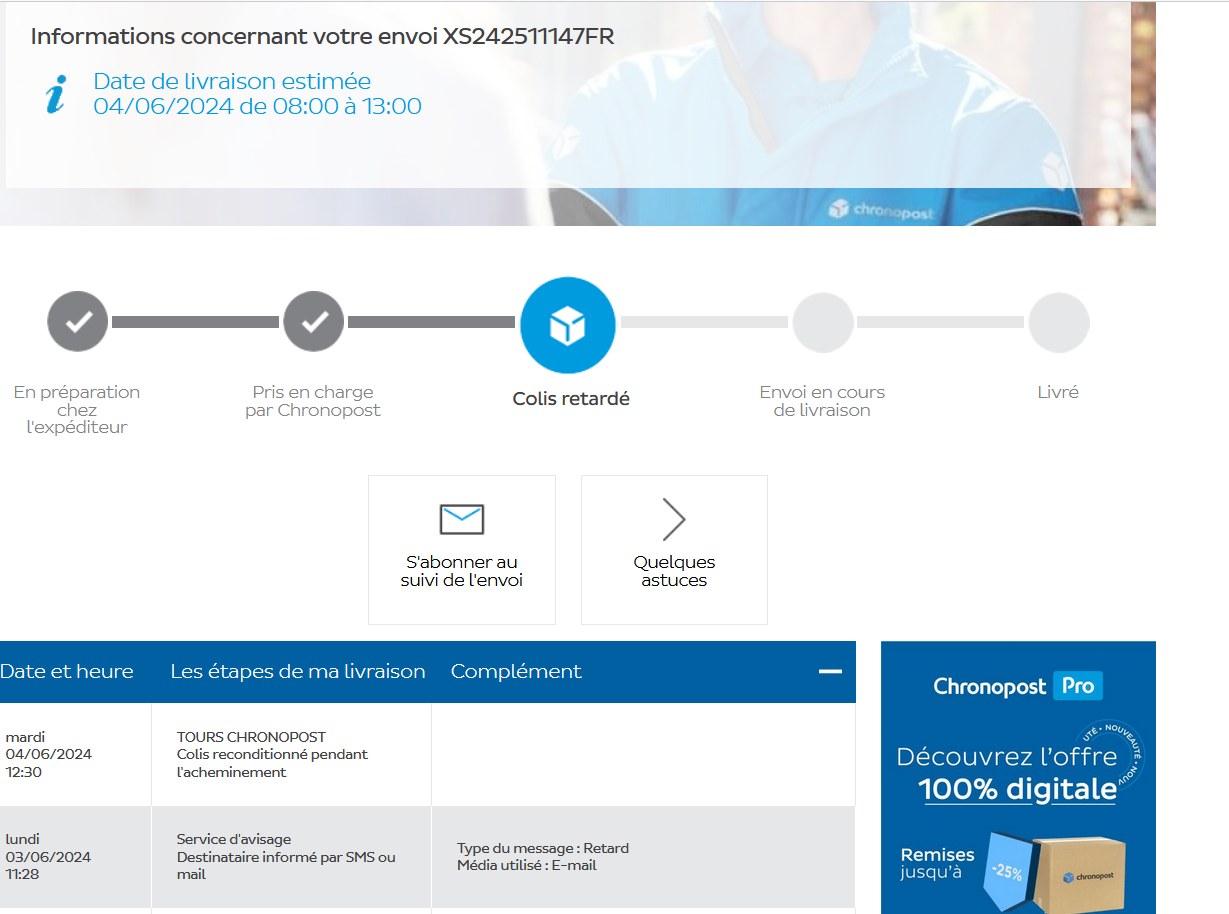 Informations concernant votre envoi XS242511147FR
Date de livraison estimée
04/06/2024 de 08:00 à 13:00
chronopost
En préparation
chez
l'expéditeur
Pris en charge
par Chronopost
Colis retardé
Envoi en cours
de livraison
Livré
S'abonner au
suivi de l'envoi
Quelques
astuces
Date et heure
Les étapes de ma livraison
Complément
mardi
04/06/2024
12:30
TOURS CHRONOPOST
Colis reconditionné pendant
l'acheminement
lundi
03/06/2024
11:28
Service d'avisage
Destinataire informé par SMS ou
mail
Type du message : Retard
Média utilisé : E-mail
Chronopost Pro
UTÉ • NOUVEAUTÉ • NOUV
Découvrez l'offre
100% digitale
Remises
jusqu'à
-25%
chronopost